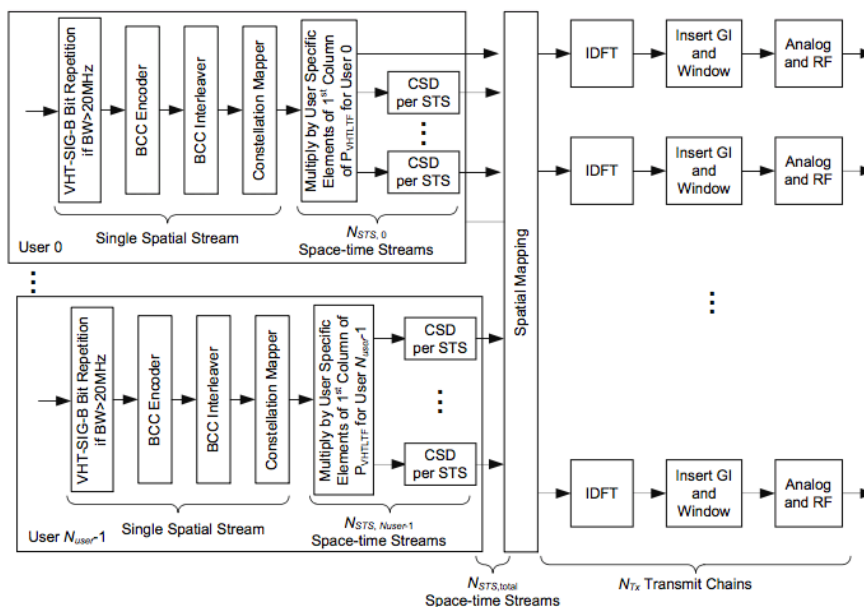 VHT-SIG-B Bit Repetition
if BW>20MHz
BCC Encoder
BCC Interleaver
Constellation Mapper
Multiply by User Specific
Elements of 1st Column
of PVHTLTF for User 0
CSD
per STS
CSD
per STS
Single Spatial Stream
NSTS, 0
Space-time Streams
User 0
VHT-SIG-B Bit Repetition
if BW>20MHz
BCC Encoder
BCC Interleaver
Constellation Mapper
Multiply by User Specific
Elements of 1st Column of
PVHTLTF for User Nuser-1
CSD
per STS
CSD
per STS
Single Spatial Stream
NSTS, Nuser-1
Space-time Streams
User Nuser-1
Spatial Mapping
NSTS,total
Space-time Streams
IDFT
Insert GI
and
Window
Analog
and RF
IDFT
Insert GI
and
Window
Analog
and RF
IDFT
Insert GI
and
Window
Analog
and RF
NTx Transmit Chains